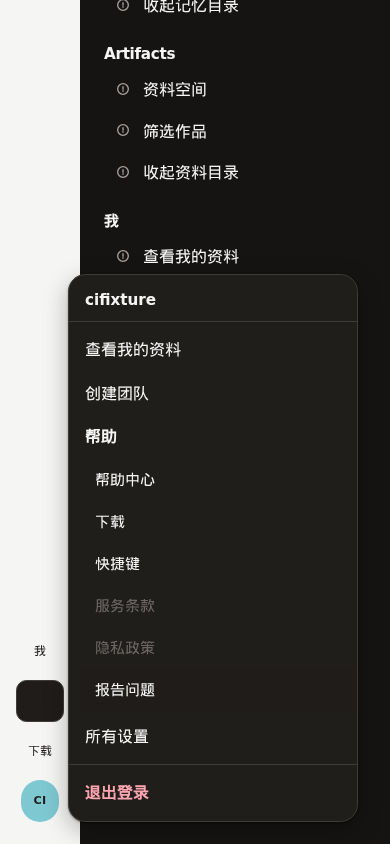 收起记忆目录
Artifacts
资料空间
筛选作品
收起资料目录
我
查看我的资料
cifixture
查看我的资料
创建团队
帮助
帮助中心
下载
快捷键
服务条款
隐私政策
报告问题
所有设置
退出登录
我
下载
CI